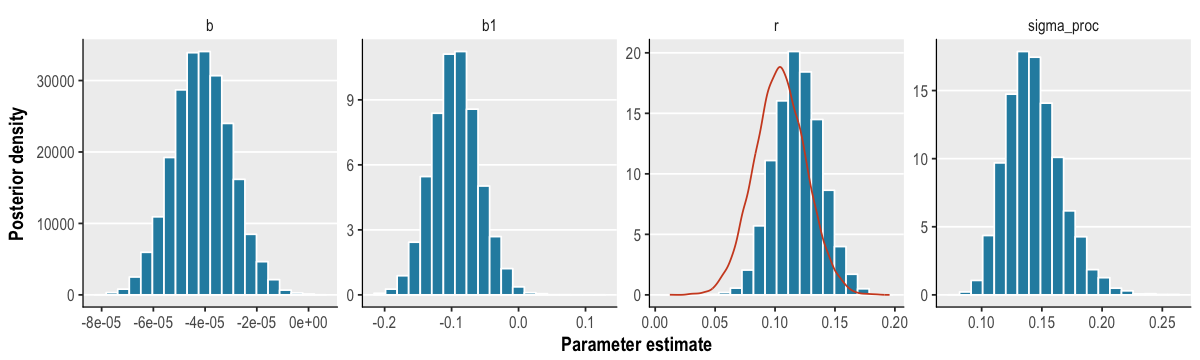 b
b1
r
sigma_proc
Posterior density
30000
20000
10000
0
9
6
3
0
20
15
10
5
0
15
10
5
0
-8e-05 -6e-05 -4e-05 -2e-05 0e+00
-0.2 -0.1 0.0 0.1
0.00 0.05 0.10 0.15 0.20
0.10 0.15 0.20 0.25
Parameter estimate